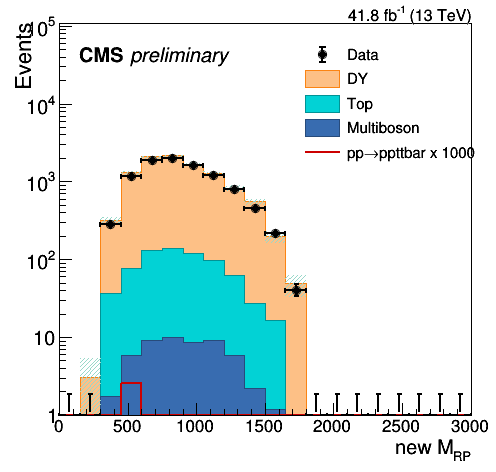 41.8 fb⁻¹ (13 TeV)
Events
CMS preliminary
Data
DY
Top
Multiboson
pp→ppttbar x 1000
10⁵
10⁴
10³
10²
10
1
0 500 1000 1500 2000 2500 3000
new M_RP